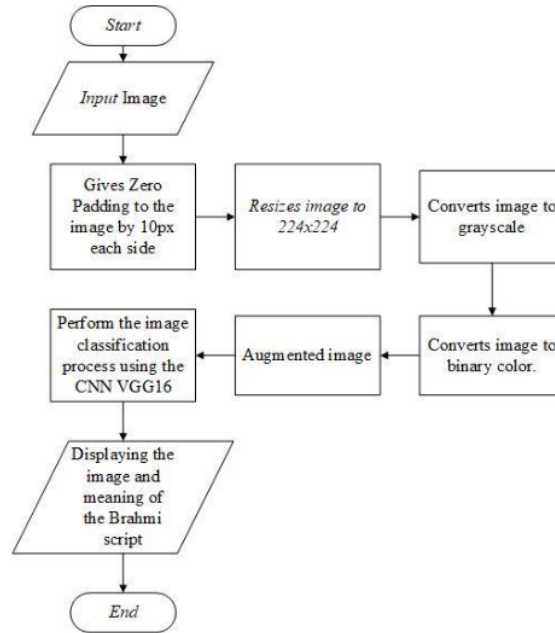 Start
Input Image
Gives Zero
Padding to the
image by 10px
each side
Resizes image to
224x224
Converts image to
grayscale
Converts image to
binary color.
Augmented image
Perform the image
classification
process using the
CNN VGG16
Displaying the
image and
meaning of
the Brahmi
script
End